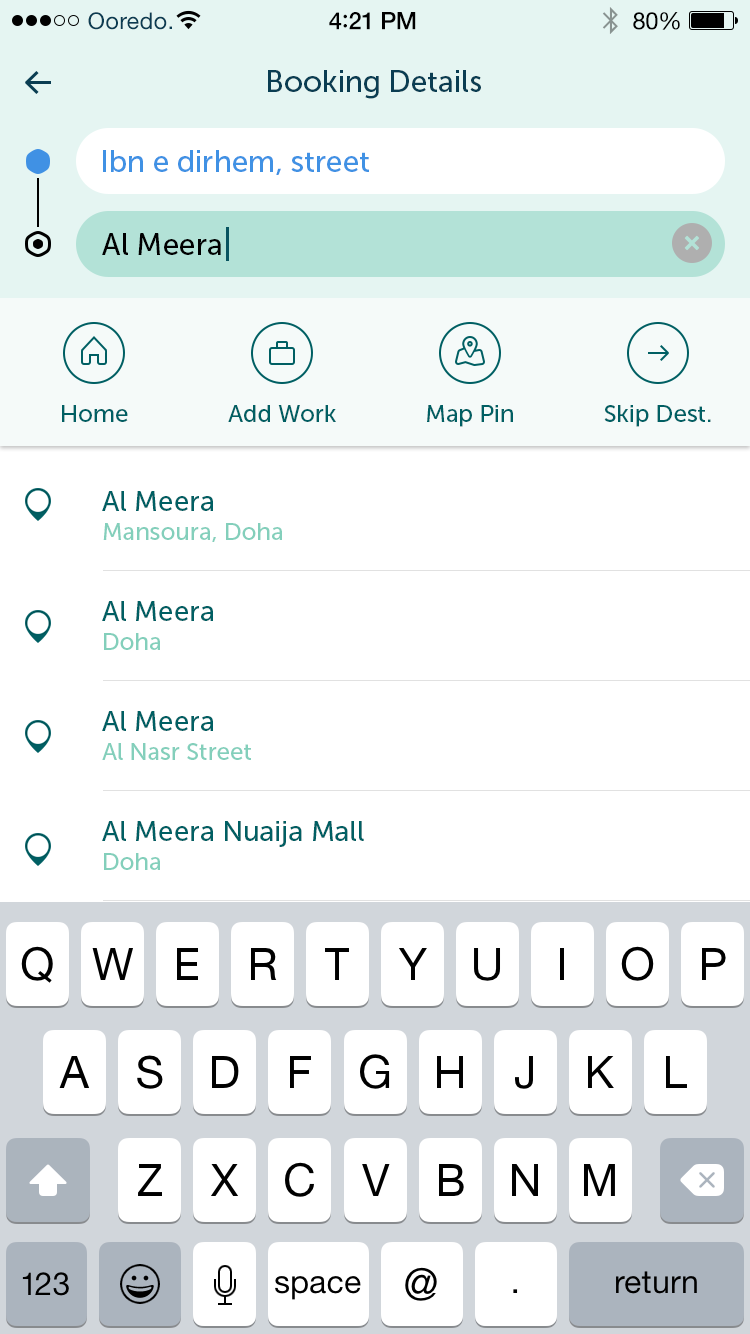 Ooredo. 4:21 PM 80%
Booking Details
Ibn e dirhem, street
Al Meera
Home Add Work Map Pin Skip Dest.
Al Meera
Mansoura, Doha
Al Meera
Doha
Al Meera
Al Nasr Street
Al Meera Nuaija Mall
Doha
Q W E R T Y U I O P
A S D F G H J K L
Z X C V B N M
123 space @ . return